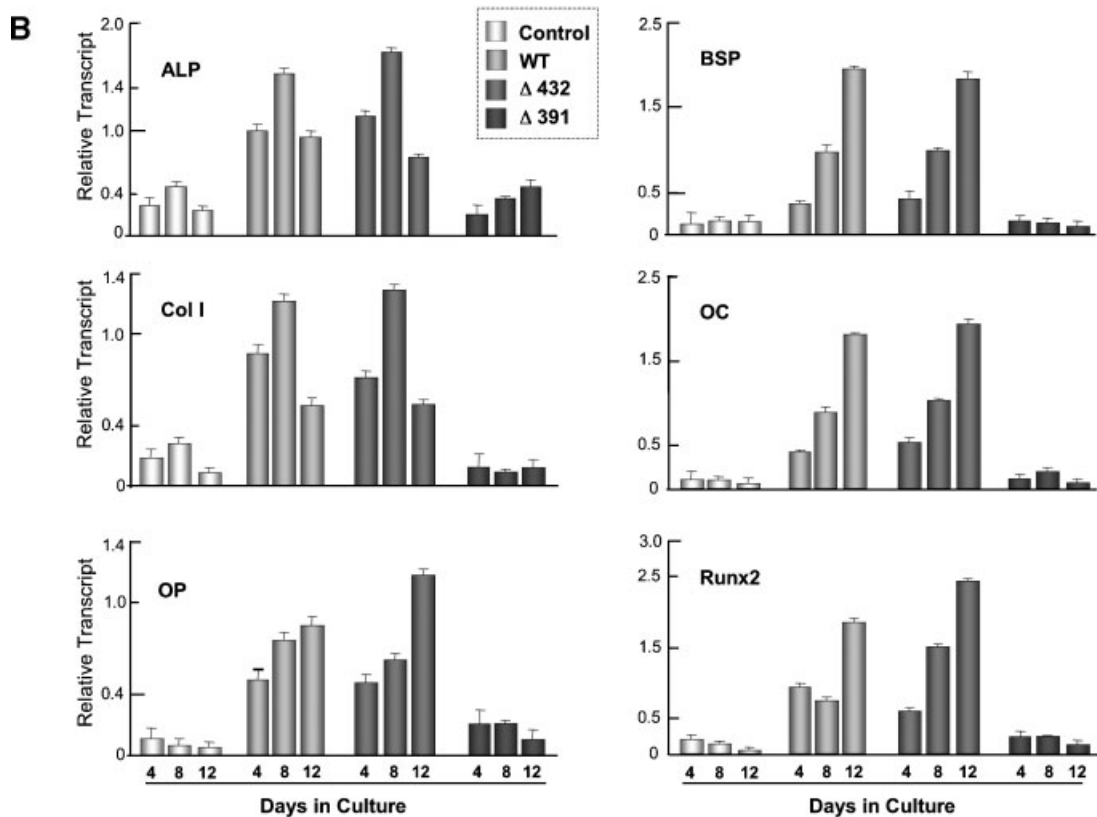 B
Control
WT
Δ 432
Δ 391
ALP
Relative Transcript
2.0
1.4
1.0
0.4
0
BSP
2.5
1.5
0.5
0
Col I
Relative Transcript
1.4
1.0
0.4
0
OC
2.5
1.5
0.5
0
OP
Relative Transcript
1.4
1.0
0.4
0
4 8 12 4 8 12 4 8 12 4 8 12
Days in Culture
Runx2
3.0
2.5
1.5
0.5
0
4 8 12 4 8 12 4 8 12 4 8 12
Days in Culture